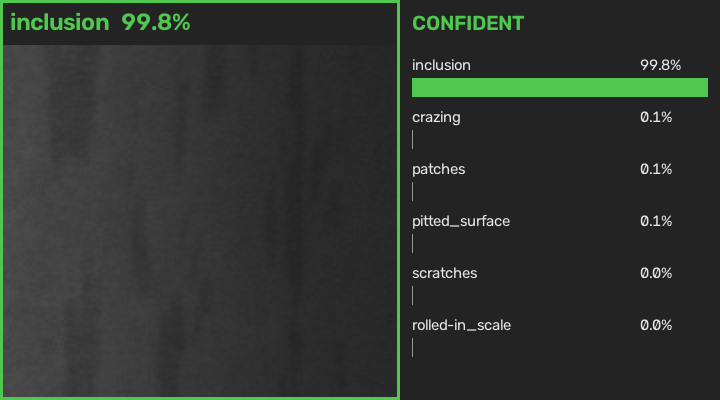 inclusion 99.8%
CONFIDENT
inclusion 99.8%
crazing 0.1%
patches 0.1%
pitted_surface 0.1%
scratches 0.0%
rolled-in_scale 0.0%